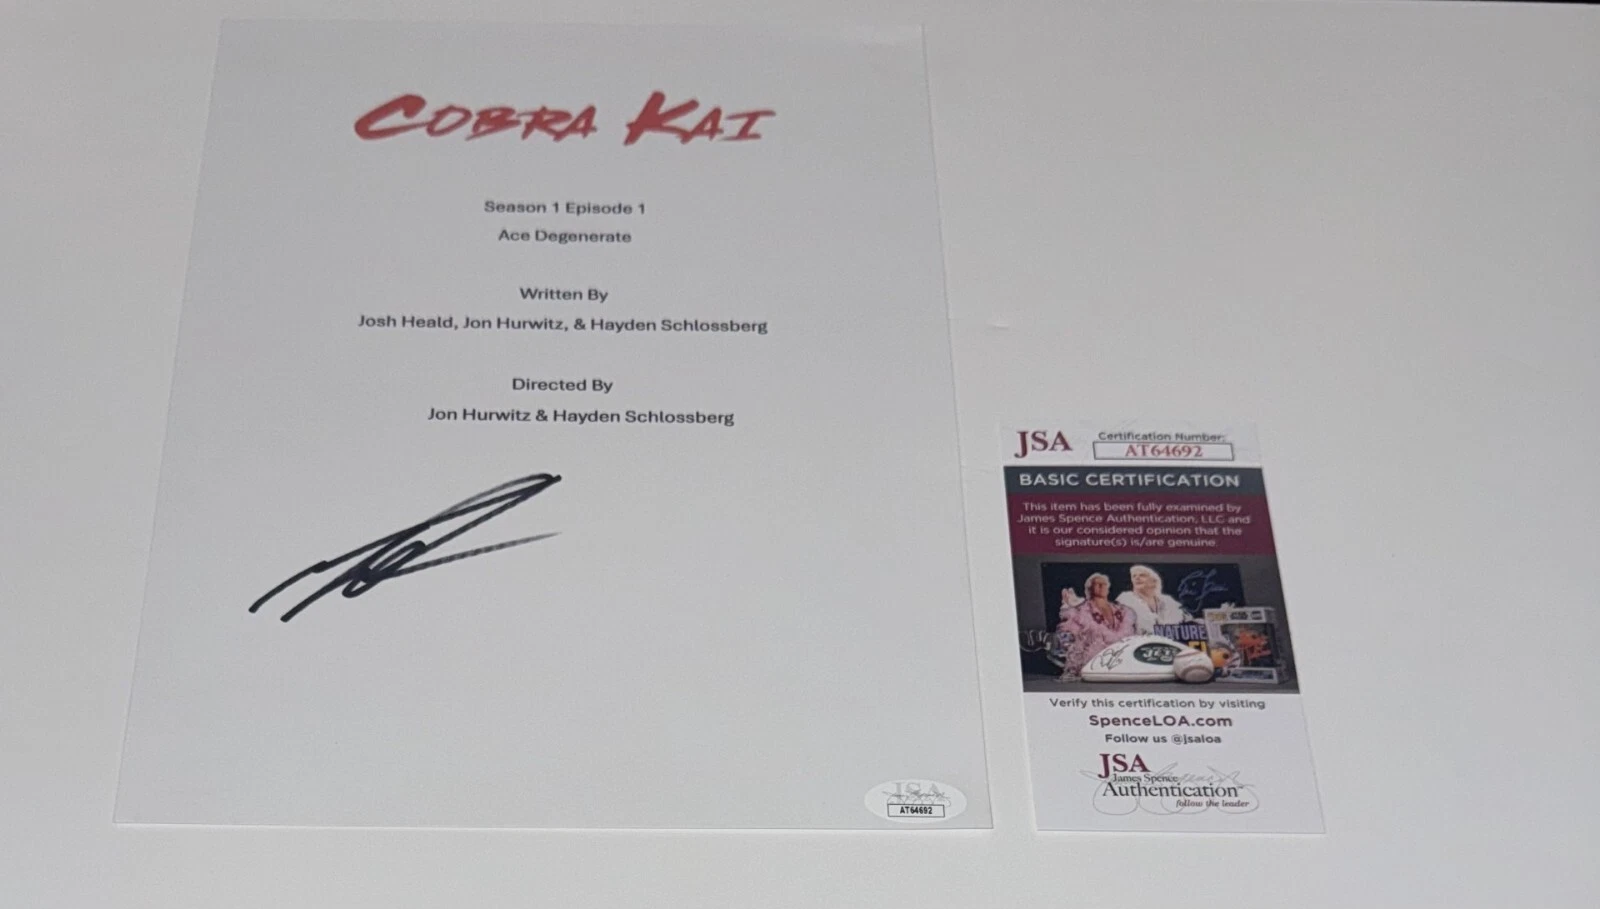 COBRA KAI
Season 1 Episode 1
Ace Degenerate
Written By
Josh Heald, Jon Hurwitz, & Hayden Schlossberg
Directed By
Jon Hurwitz & Hayden Schlossberg
JSA
AT64692
JSA
Certification Number:
AT64692
BASIC CERTIFICATION
This item has been fully examined by
James Spence Authentication, LLC and
it is our considered opinion that the
signature(s) is/are genuine.
NATURE
JETS
Verify this certification by visiting
SpenceLOA.com
Follow us @jsaloa
JSA
James Spence
Authentication
follow the leader